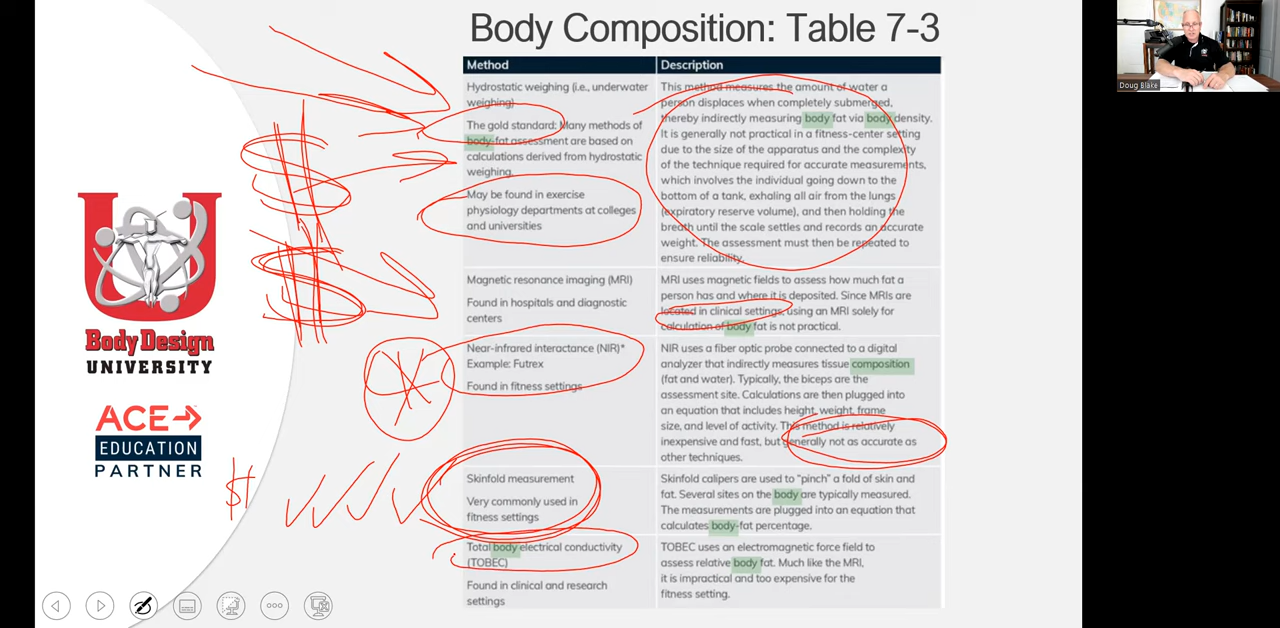 Body Composition: Table 7-3
Method
Description
Hydrostatic weighing (i.e., underwater
weighing)
The gold standard: Many methods of
body-fat assessment are based on
calculations derived from hydrostatic
weighing.
May be found in exercise
physiology departments at colleges
and universities
This method measures the amount of water a
person displaces when completely submerged,
thereby indirectly measuring body fat via body density.
It is generally not practical in a fitness-center setting
due to the size of the apparatus and the complexity
of the technique required for accurate measurements,
which involves the individual going down to the
bottom of a tank, exhaling all air from the lungs
(expiratory reserve volume), and then holding the
breath until the scale settles and records an accurate
weight. The assessment must then be repeated to
ensure reliability.
Magnetic resonance imaging (MRI)
Found in hospitals and diagnostic
centers
MRI uses magnetic fields to assess how much fat a
person has and where it is deposited. Since MRIs are
located in clinical settings, using an MRI solely for
calculation of body fat is not practical.
Near-infrared interactance (NIR)*
Example: Futrex
Found in fitness settings
NIR uses a fiber optic probe connected to a digital
analyzer that indirectly measures tissue composition
(fat and water). Typically, the biceps are the
assessment site. Calculations are then plugged into
an equation that includes height, weight, frame
size, and level of activity. This method is relatively
inexpensive and fast, but generally not as accurate as
other techniques.
Skinfold measurement
Very commonly used in
fitness settings
Skinfold calipers are used to "pinch" a fold of skin and
fat. Several sites on the body are typically measured.
The measurements are plugged into an equation that
calculates body-fat percentage.
Total body electrical conductivity
(TOBEC)
Found in clinical and research
settings
TOBEC uses an electromagnetic force field to
assess relative body fat. Much like the MRI,
it is impractical and too expensive for the
fitness setting.
Body Design
UNIVERSITY
ACE
EDUCATION
PARTNER
$
$
$
Doug Blake